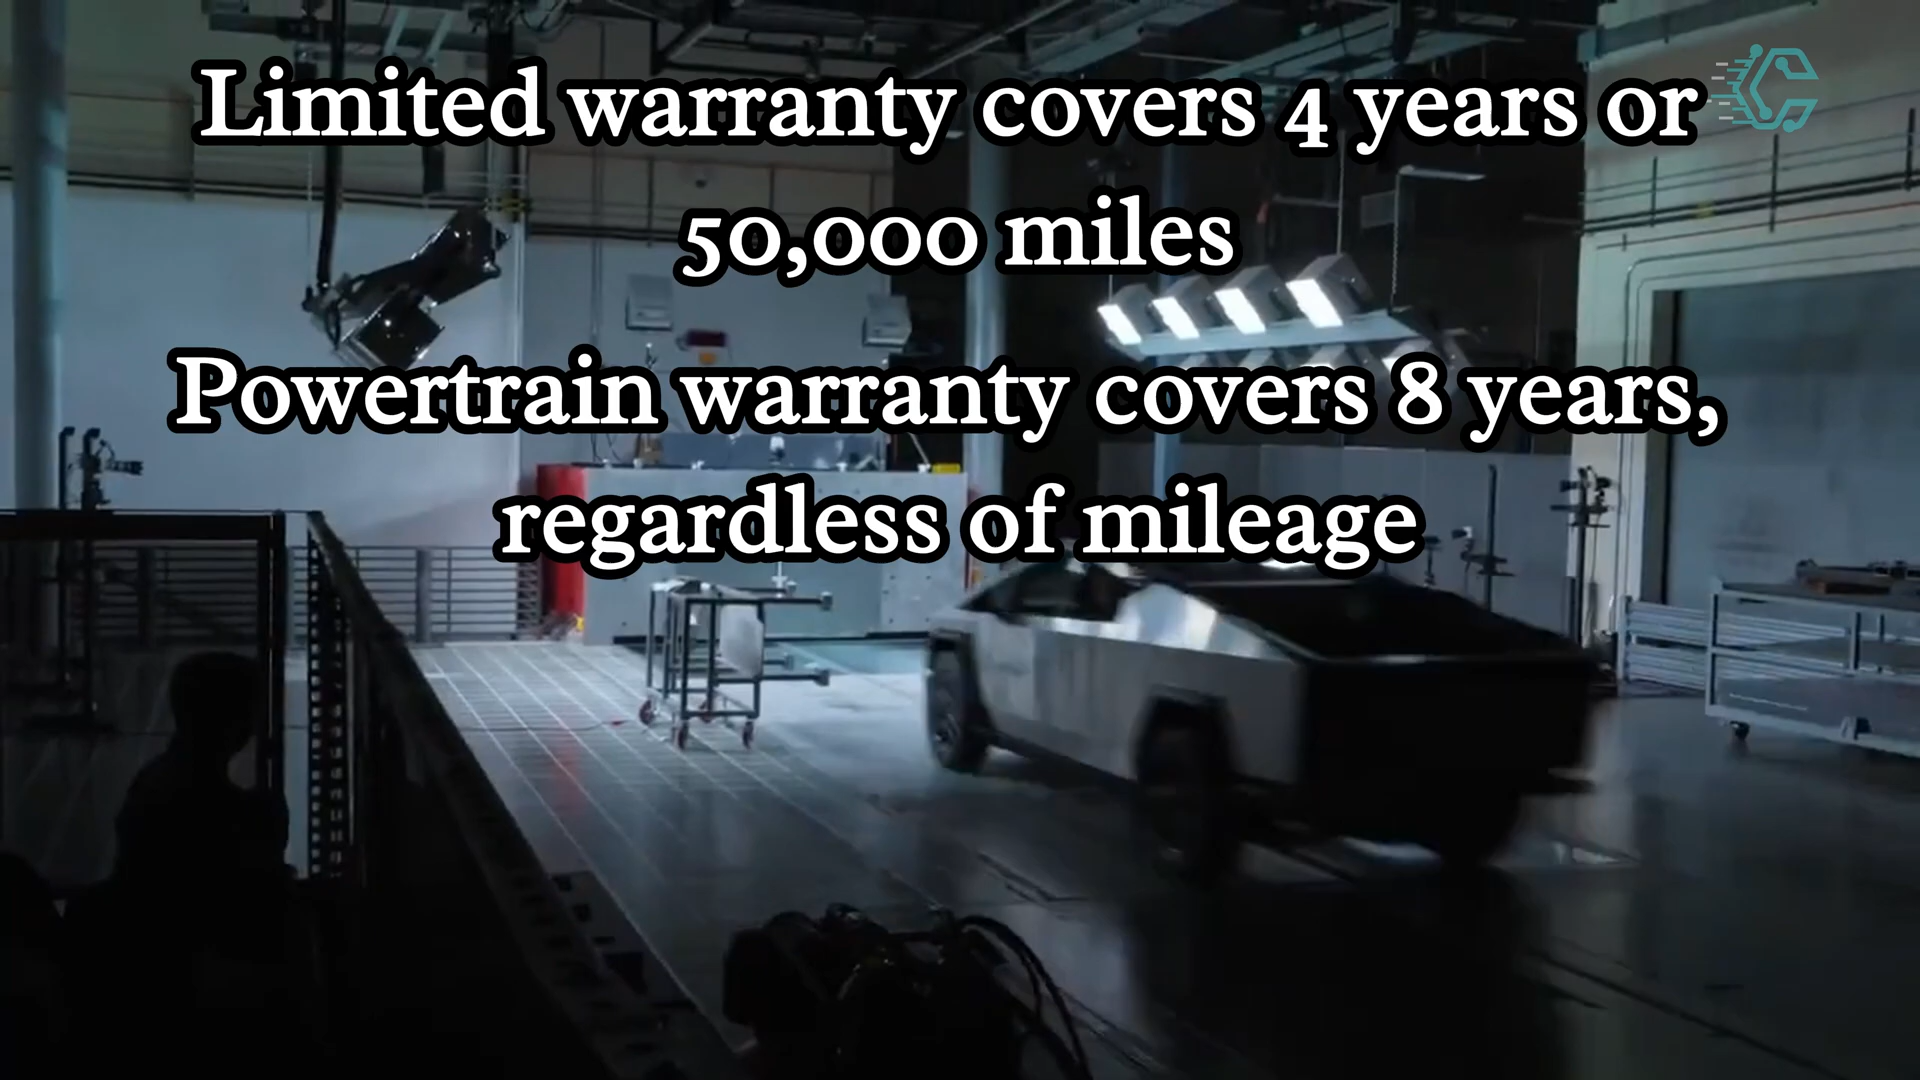 Limited warranty covers 4 years or
50,000 miles
Powertrain warranty covers 8 years,
regardless of mileage